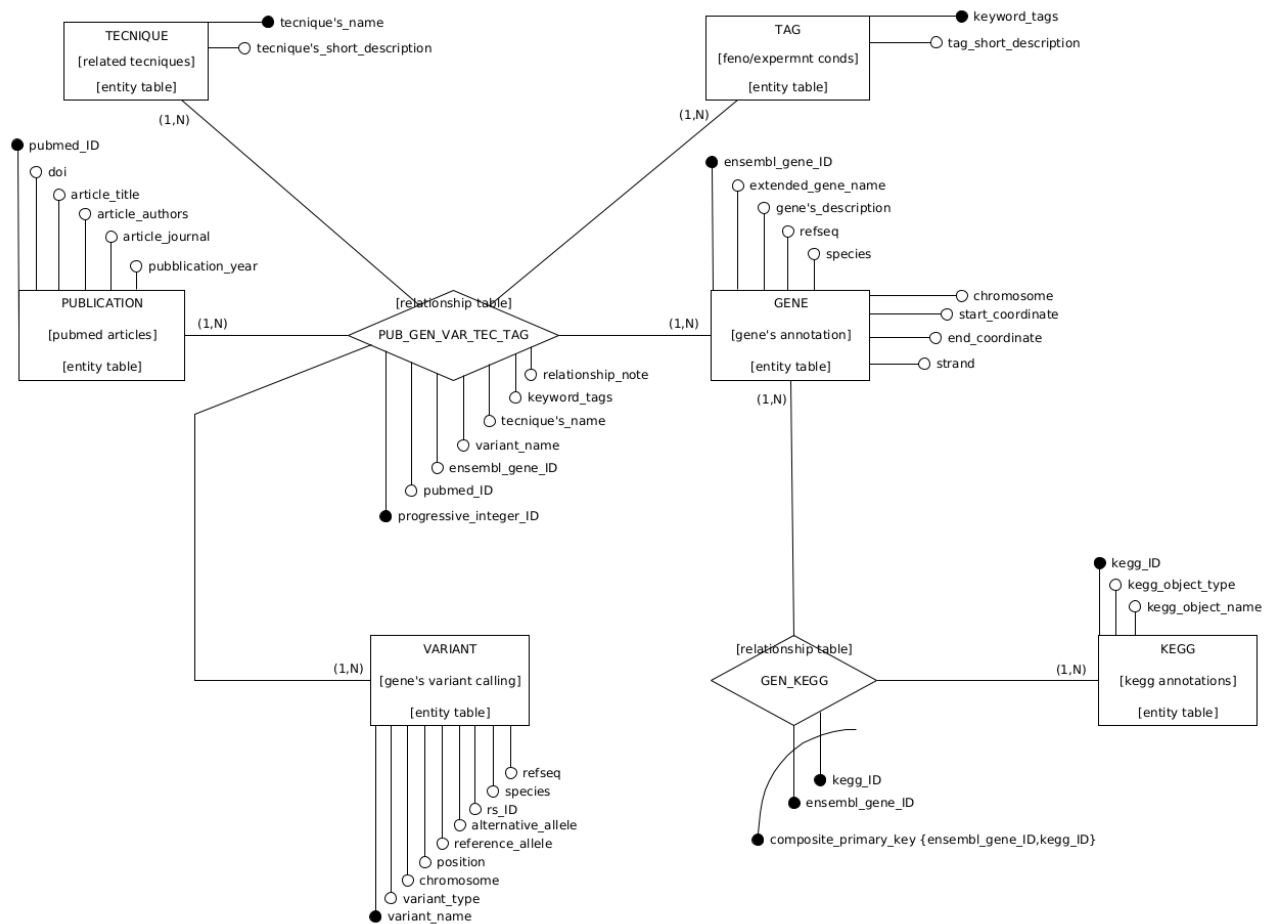 TECNIQUE
[related tecniques]
[entity table]
tecnique's_name
tecnique's_short_description
(1,N)
TAG
[feno/expermnt conds]
[entity table]
keyword_tags
tag_short_description
(1,N)
pubmed_ID
doi
article_title
article_authors
article_journal
pubblication_year
PUBLICATION
[pubmed articles]
[entity table]
(1,N)
[relationship table]
PUB_GEN_VAR_TEC_TAG
relationship_note
keyword_tags
tecnique's_name
variant_name
ensembl_gene_ID
pubmed_ID
progressive_integer_ID
ensembl_gene_ID
extended_gene_name
gene's_description
refseq
species
(1,N)
GENE
[gene's annotation]
[entity table]
chromosome
start_coordinate
end_coordinate
strand
(1,N)
(1,N)
VARIANT
[gene's variant calling]
[entity table]
refseq
species
rs_ID
alternative_allele
reference_allele
position
chromosome
variant_type
variant_name
[relationship table]
GEN_KEGG
kegg_ID
ensembl_gene_ID
composite_primary_key {ensembl_gene_ID,kegg_ID}
(1,N)
kegg_ID
kegg_object_type
kegg_object_name
KEGG
[kegg annotations]
[entity table]